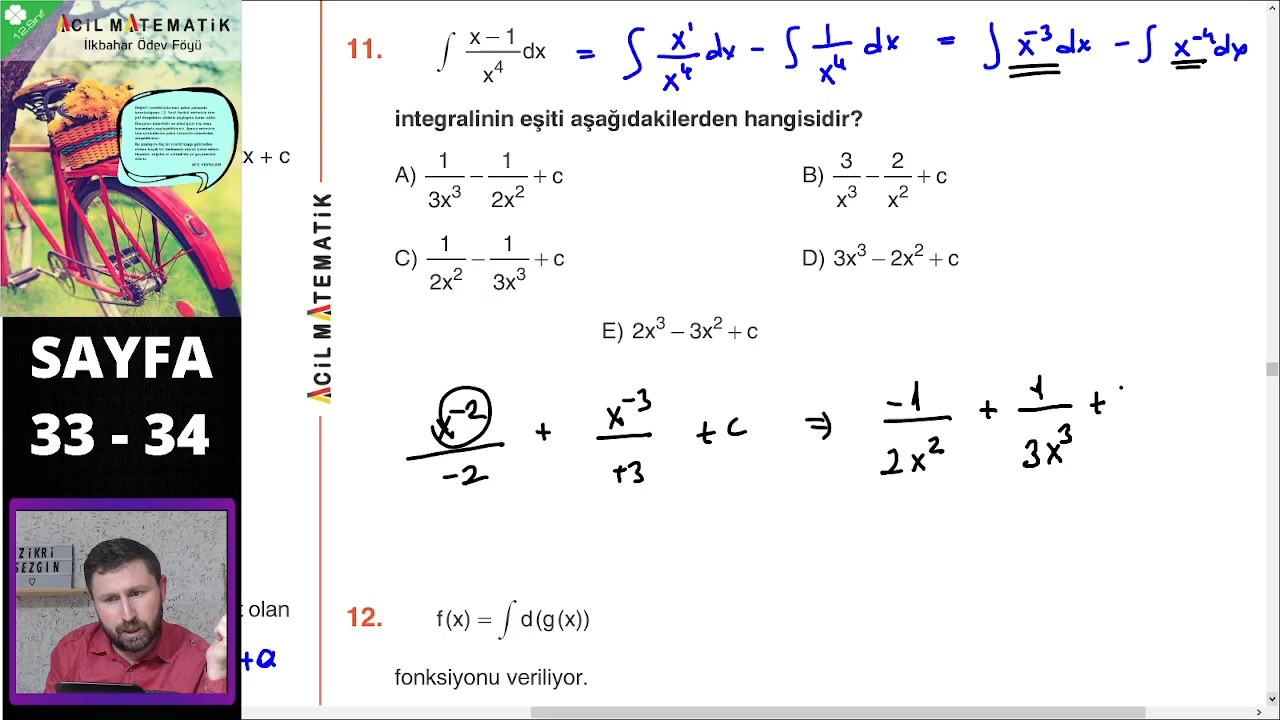 12.Sınıf
ACİL MATEMATİK
İlkbahar Ödev Föyü
SAYFA
33 - 34
ZİKRİ
SEZGİN
x + c
olan
+a
ACİL MATEMATİK
11. ∫ (x – 1)/x⁴ dx = ∫ x¹/x⁴ dx – ∫ 1/x⁴ dx = ∫ x⁻³ dx – ∫ x⁻⁴ dx
integralinin eşiti aşağıdakilerden hangisidir?
A) 1/3x³ – 1/2x² + c
B) 3/x³ – 2/x² + c
C) 1/2x² – 1/3x³ + c
D) 3x³ – 2x² + c
E) 2x³ – 3x² + c
x⁻²/-2 + x⁻³/+3 + c ⇒ -1/2x² + 1/3x³ +
12. f(x) = ∫ d(g(x))
fonksiyonu veriliyor.